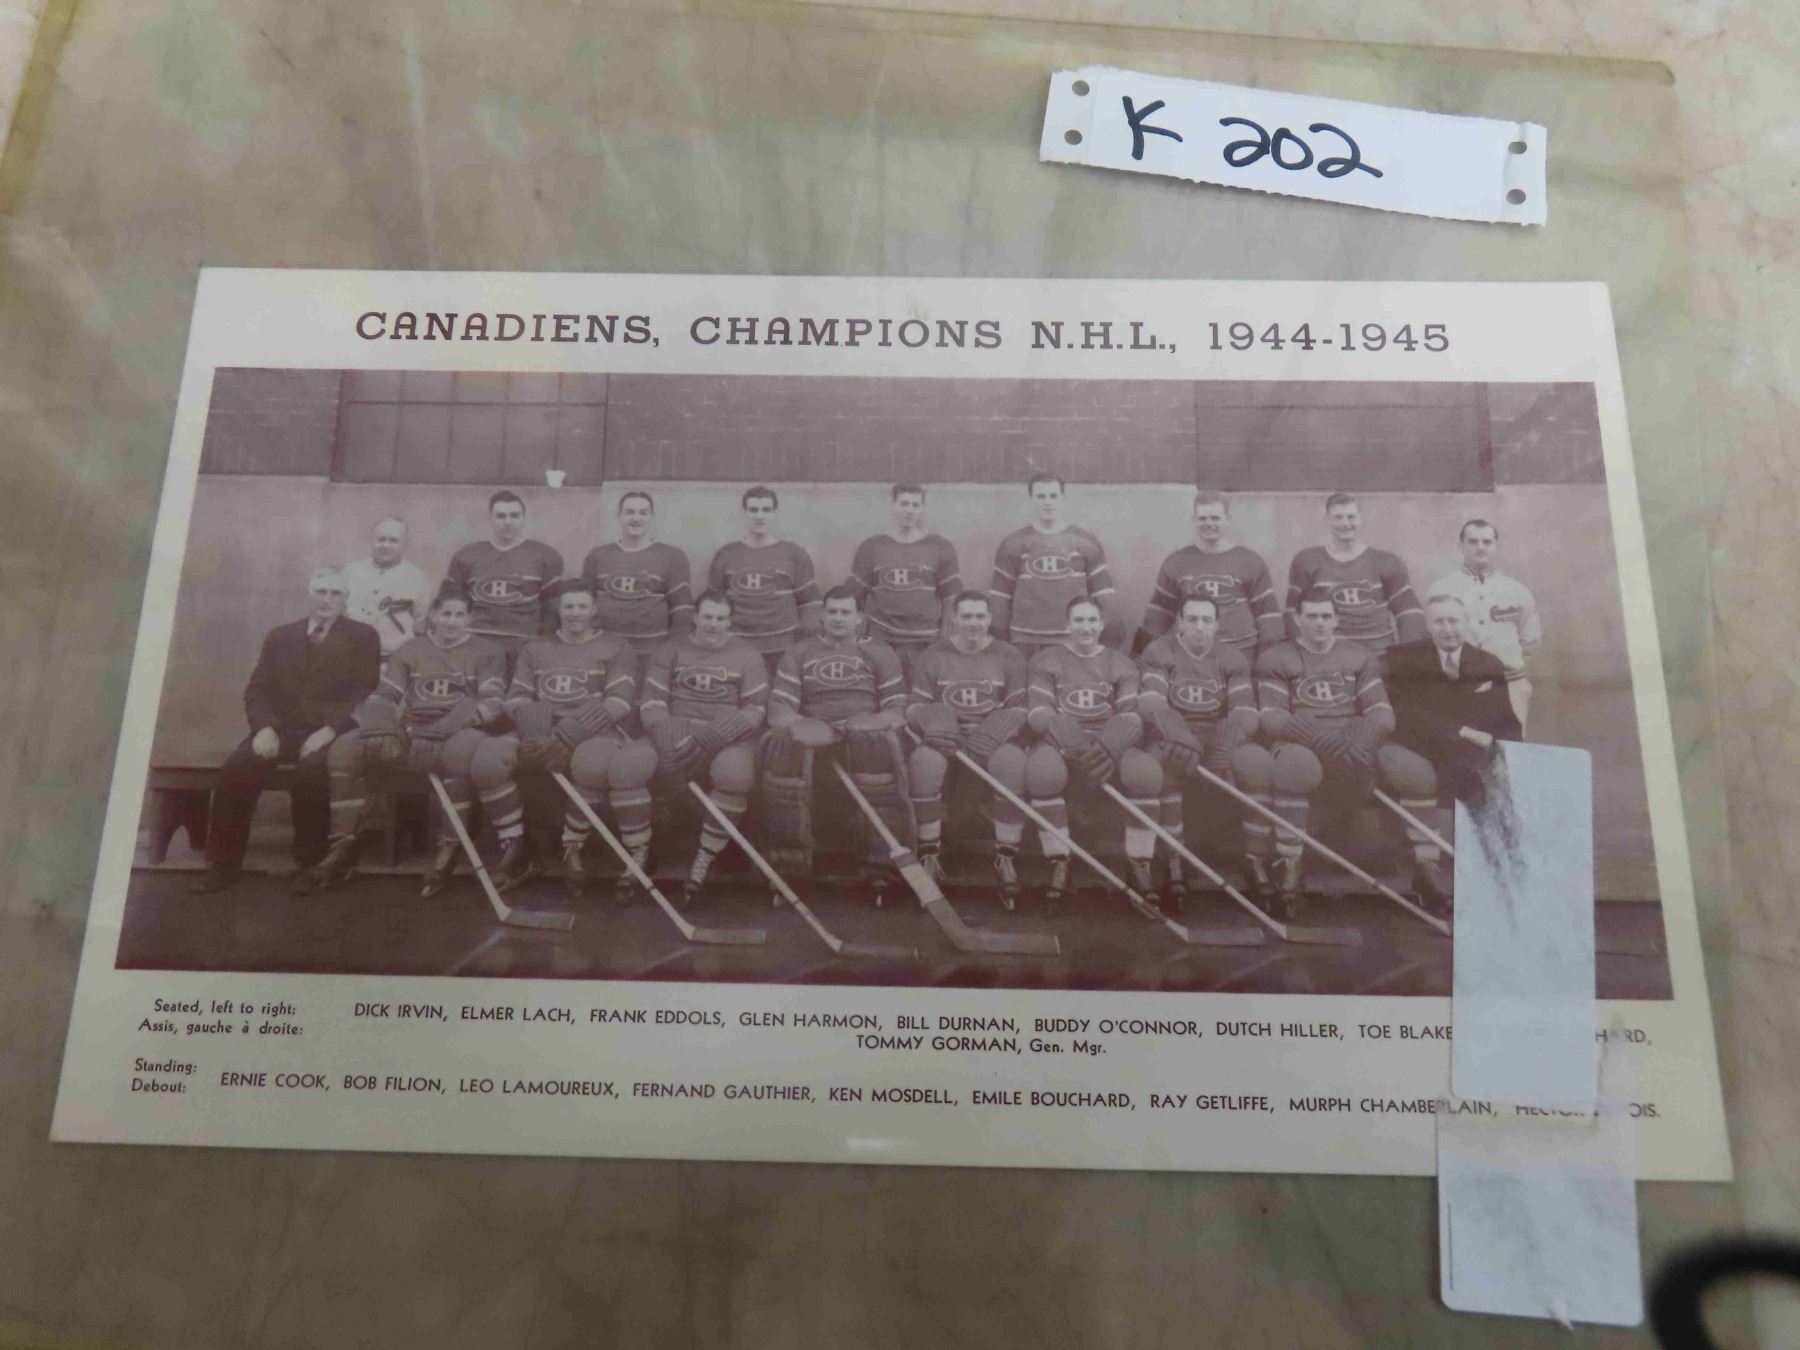 K 202
CANADIENS, CHAMPIONS N.H.L., 1944-1945
Seated, left to right: DICK IRVIN, ELMER LACH, FRANK EDDOLS, GLEN HARMON, BILL DURNAN, BUDDY O'CONNOR, DUTCH HILLER, TOE BLAKE
Assis, gauche à droite: TOMMY GORMAN, Gen. Mgr.
Standing:
Debout: ERNIE COOK, BOB FILION, LEO LAMOUREUX, FERNAND GAUTHIER, KEN MOSDELL, EMILE BOUCHARD, RAY GETLIFFE, MURPH CHAMBERLAIN, HECTOR